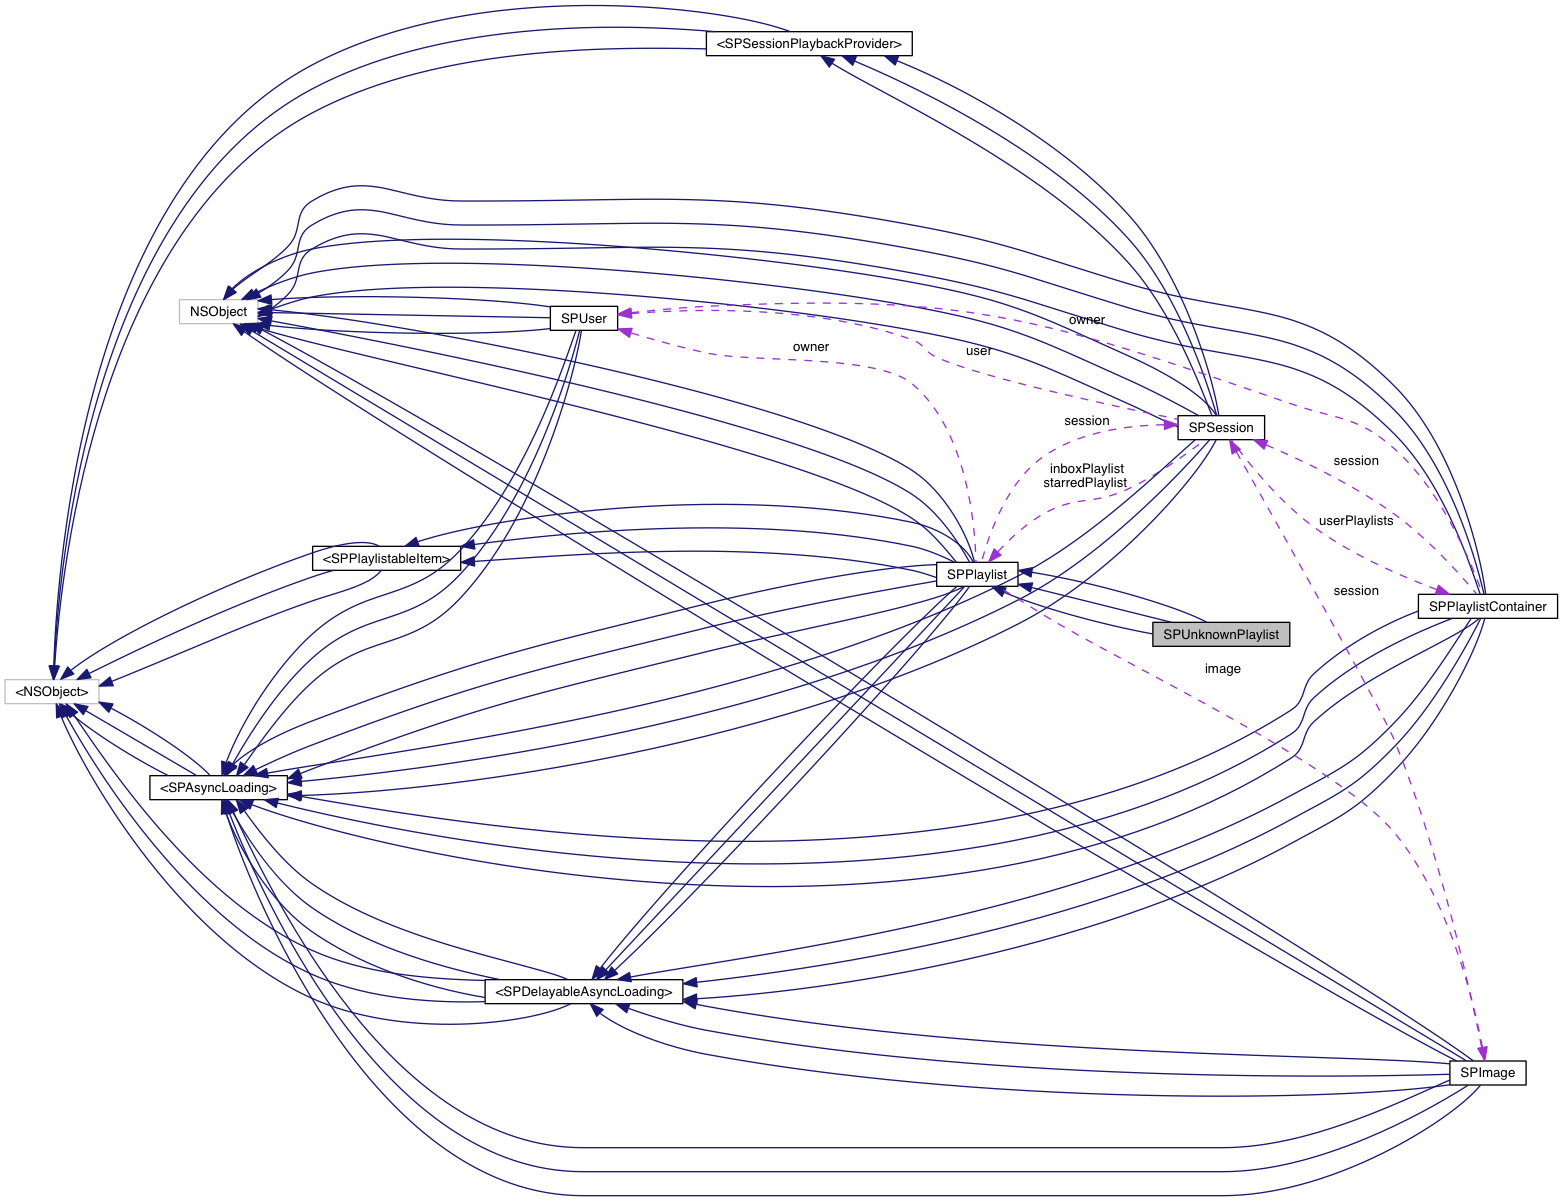 <SPSessionPlaybackProvider>
NSObject
SPUser
owner
owner
user
session
SPSession
inboxPlaylist
starredPlaylist
session
userPlaylists
<SPPlaylistableItem>
SPPlaylist
session
SPPlaylistContainer
SPUnknownPlaylist
image
<NSObject>
<SPAsyncLoading>
<SPDelayableAsyncLoading>
SPImage